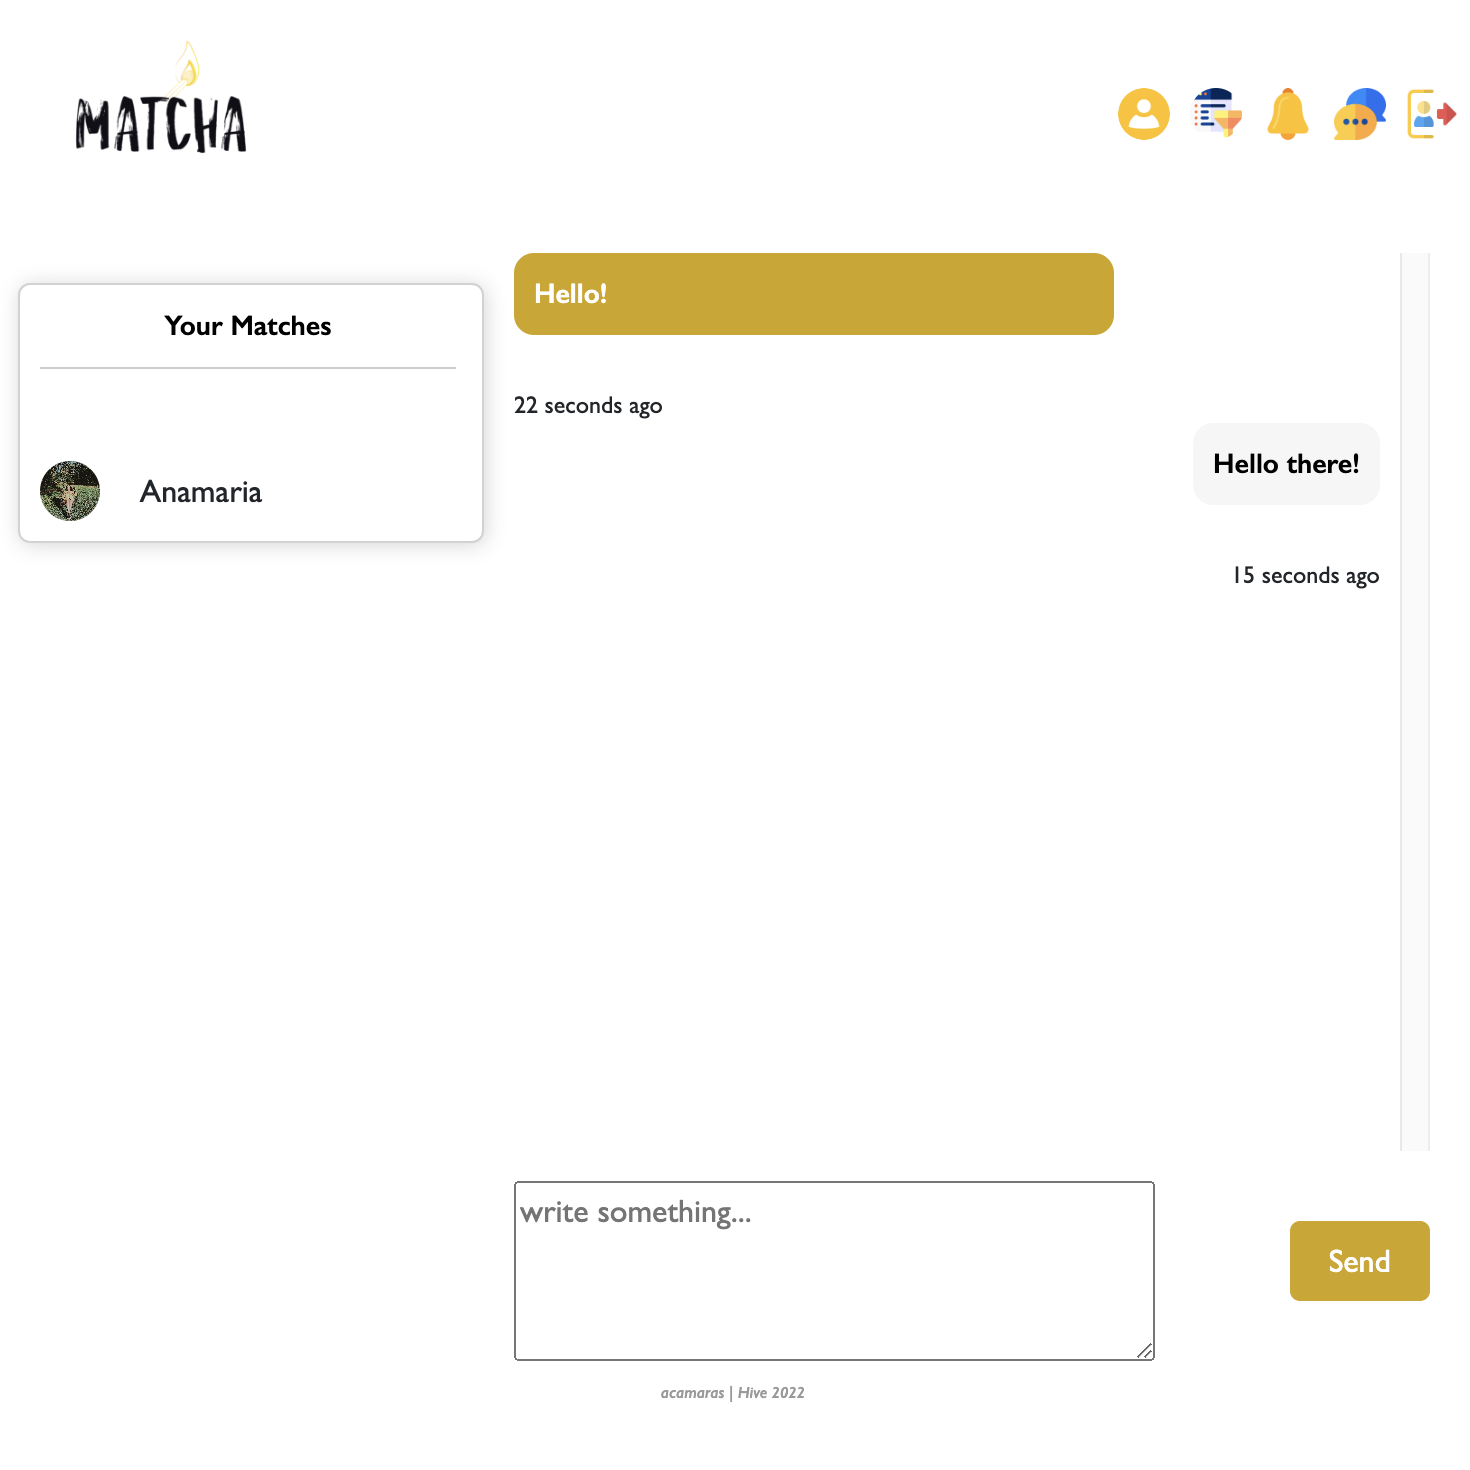 MATCHA
Your Matches
Anamaria
Hello!
22 seconds ago
Hello there!
15 seconds ago
write something...
Send
acamaras | Hive 2022